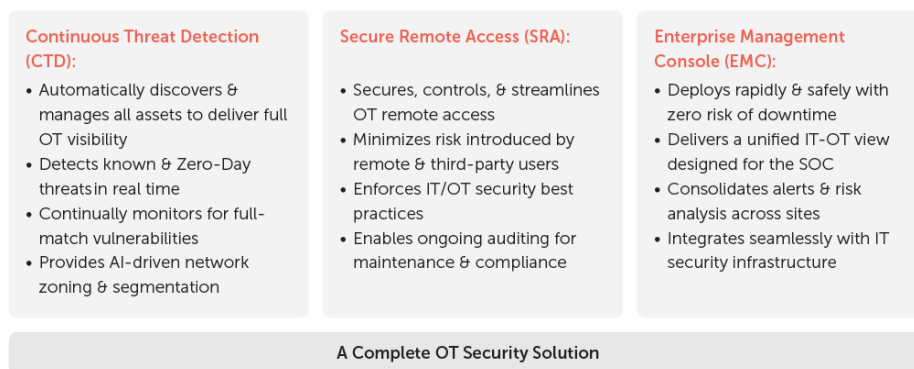 Continuous Threat Detection
(CTD):
• Automatically discovers &
manages all assets to deliver full
OT visibility
• Detects known & Zero-Day
threats in real time
• Continually monitors for full-
match vulnerabilities
• Provides AI-driven network
zoning & segmentation
Secure Remote Access (SRA):
• Secures, controls, & streamlines
OT remote access
• Minimizes risk introduced by
remote & third-party users
• Enforces IT/OT security best
practices
• Enables ongoing auditing for
maintenance & compliance
Enterprise Management
Console (EMC):
• Deploys rapidly & safely with
zero risk of downtime
• Delivers a unified IT-OT view
designed for the SOC
• Consolidates alerts & risk
analysis across sites
• Integrates seamlessly with IT
security infrastructure
A Complete OT Security Solution